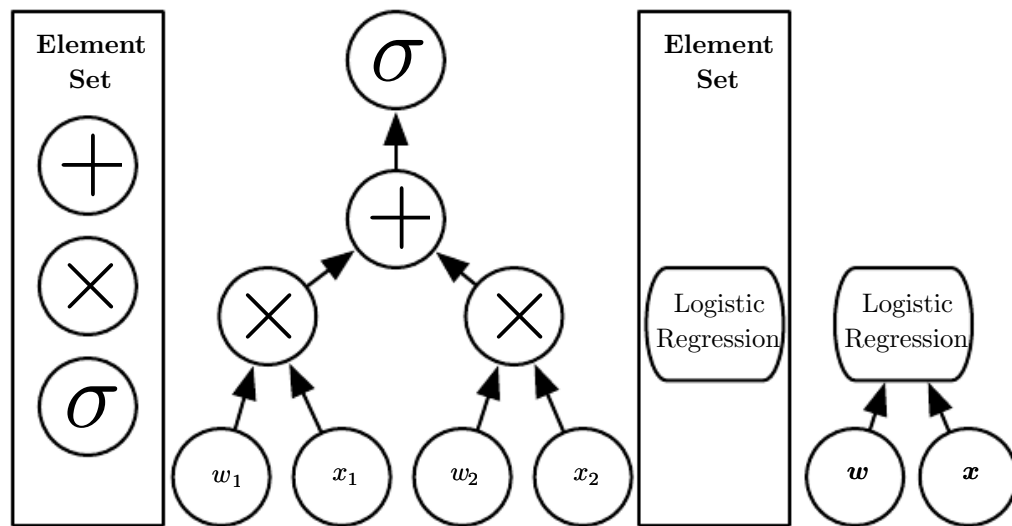 Element
Set
+
×
σ
σ
+
×
×
w₁
x₁
w₂
x₂
Element
Set
Logistic
Regression
Logistic
Regression
w
x